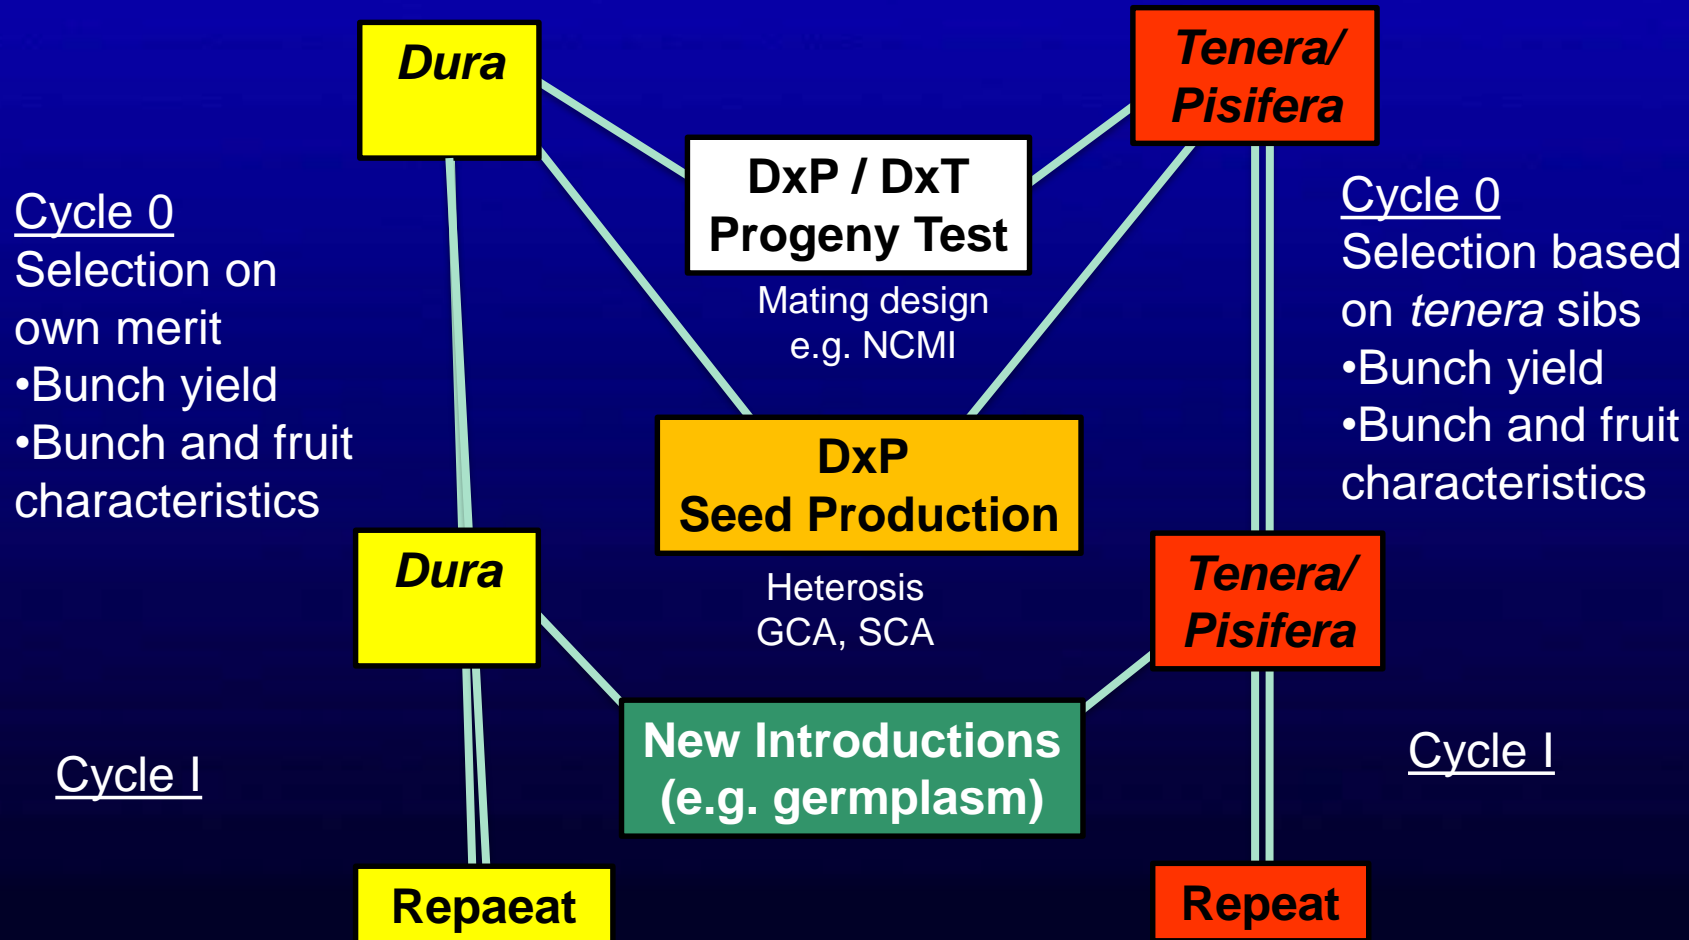 Dura
Tenera/
Pisifera
DxP / DxT
Progeny Test
Mating design
e.g. NCMI
Cycle 0
Selection on
own merit
•Bunch yield
•Bunch and fruit
characteristics
Cycle 0
Selection based
on tenera sibs
•Bunch yield
•Bunch and fruit
characteristics
DxP
Seed Production
Heterosis
GCA, SCA
Dura
Tenera/
Pisifera
New Introductions
(e.g. germplasm)
Cycle I
Cycle I
Repaeat
Repeat